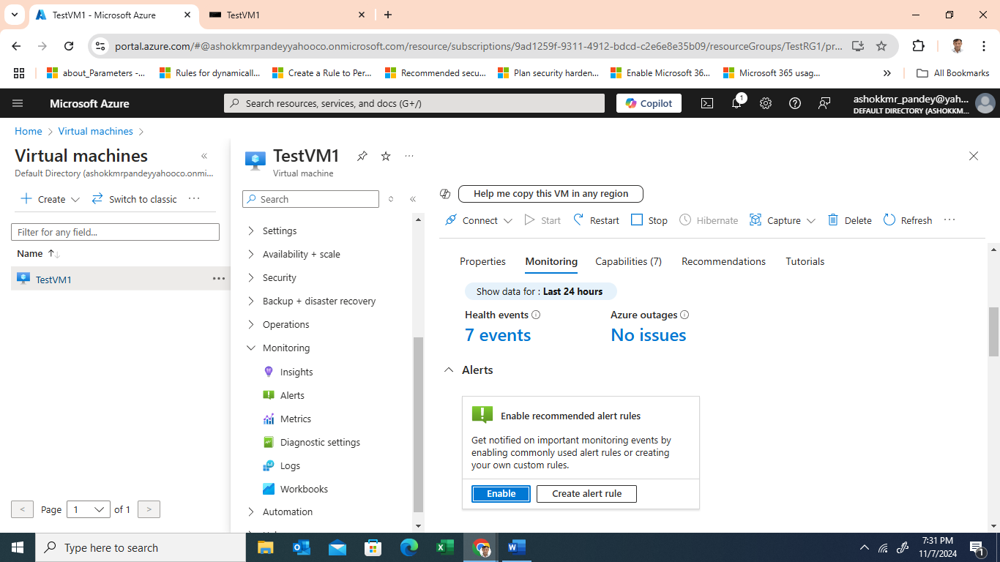 TestVM1 - Microsoft Azure
TestVM1
portal.azure.com/#@ashokkmrpandeyyahooco.onmicrosoft.com/resource/subscriptions/9ad1259f-9311-4912-bdcd-c2e6e8e35b09/resourceGroups/TestRG1/pr...
about_Parameters -...
Rules for dynamicall...
Create a Rule to Per...
Recommended secu...
Plan security harden...
Enable Microsoft 36...
Microsoft 365 usag...
All Bookmarks
Microsoft Azure
Search resources, services, and docs (G+/)
Copilot
1
ashokkmr_pandey@yah...
DEFAULT DIRECTORY (ASHOKKM...
Home > Virtual machines >
Virtual machines
Default Directory (ashokkmrpandeyyahooco.onmi...
Create
Switch to classic
Filter for any field...
Name
TestVM1
< Page 1 of 1 >
TestVM1
Virtual machine
Search
Settings
Availability + scale
Security
Backup + disaster recovery
Operations
Monitoring
Insights
Alerts
Metrics
Diagnostic settings
Logs
Workbooks
Automation
Help me copy this VM in any region
Connect
Start
Restart
Stop
Hibernate
Capture
Delete
Refresh
Properties
Monitoring
Capabilities (7)
Recommendations
Tutorials
Show data for : Last 24 hours
Health events
7 events
Azure outages
No issues
Alerts
Enable recommended alert rules
Get notified on important monitoring events by
enabling commonly used alert rules or creating
your own custom rules.
Enable
Create alert rule
Type here to search
7:31 PM
11/7/2024
1